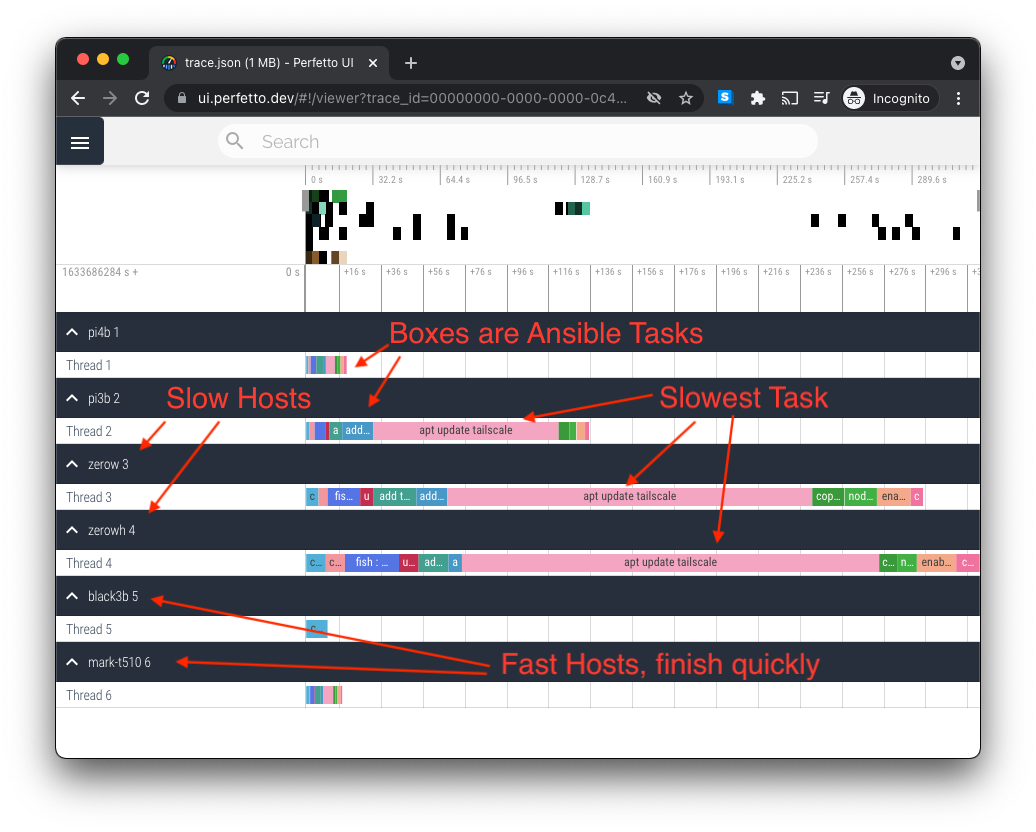 trace.json (1 MB) - Perfetto UI
ui.perfetto.dev/#!/viewer?trace_id=00000000-0000-0000-0c4...
S
Incognito
Search
0 s 32.2 s 64.4 s 96.5 s 128.7 s 160.9 s 193.1 s 225.2 s 257.4 s 289.6 s
1633686284 s + 0 s +16 s +36 s +56 s +76 s +96 s +116 s +136 s +156 s +176 s +196 s +216 s +236 s +256 s +276 s +296 s
pi4b 1
Boxes are Ansible Tasks
Thread 1
pi3b 2
Slow Hosts
Slowest Task
Thread 2 a add... apt update tailscale
zerow 3
Thread 3 c fis... u add t... add... apt update tailscale cop... nod... ena... c
zerowh 4
Thread 4 c... c... fish : ... u... ad... a apt update tailscale c... n... enab... c...
black3b 5
Thread 5 c...
mark-t510 6
Fast Hosts, finish quickly
Thread 6